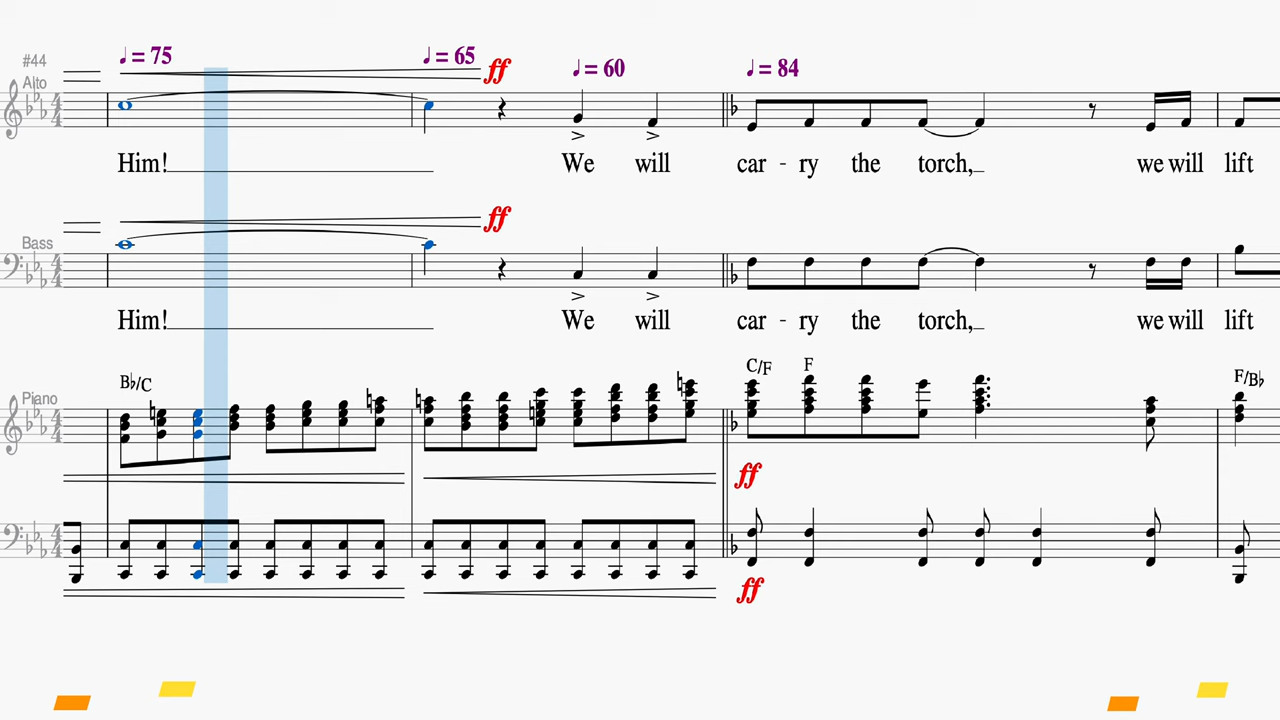 ♩ = 75 ♩ = 65 ♩ = 60 ♩ = 84
#44
ff
Alto
Him! We will car - ry the torch, we will lift
ff
Bass
Him! We will car - ry the torch, we will lift
B♭/C C/F F F/B♭
Piano
ff
ff